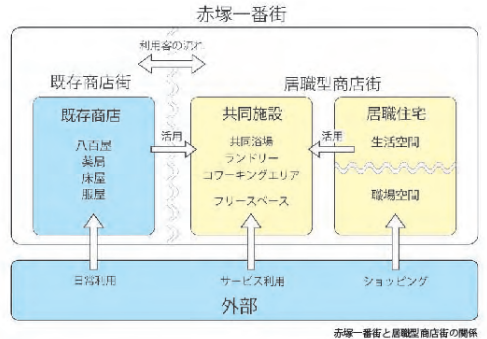 赤塚一番街
利用客の流れ
既存商店街
居職型商店街
既存商店
八百屋
薬局
床屋
服屋
活用
共同施設
共同浴場
ランドリー
コワーキングエリア
フリースペース
活用
居職住宅
生活空間
職場空間
日常利用
サービス利用
ショッピング
外部
赤塚一番街と居職型商店街の関係